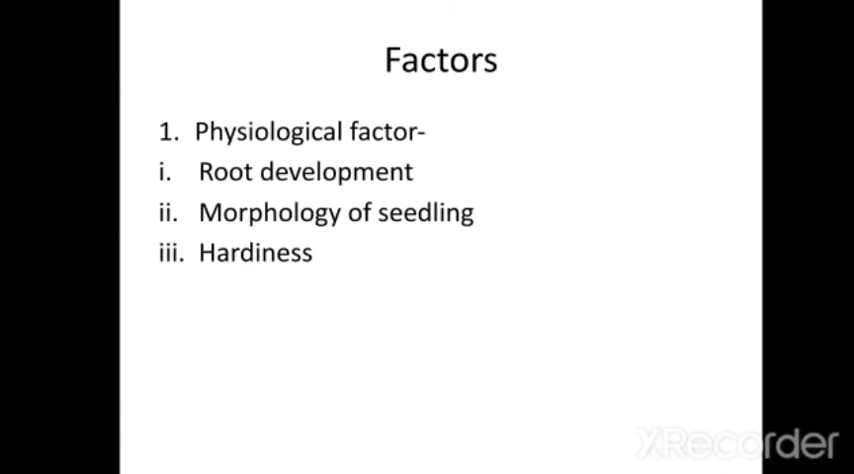 Factors
1. Physiological factor-
i. Root development
ii. Morphology of seedling
iii. Hardiness
XRecorder